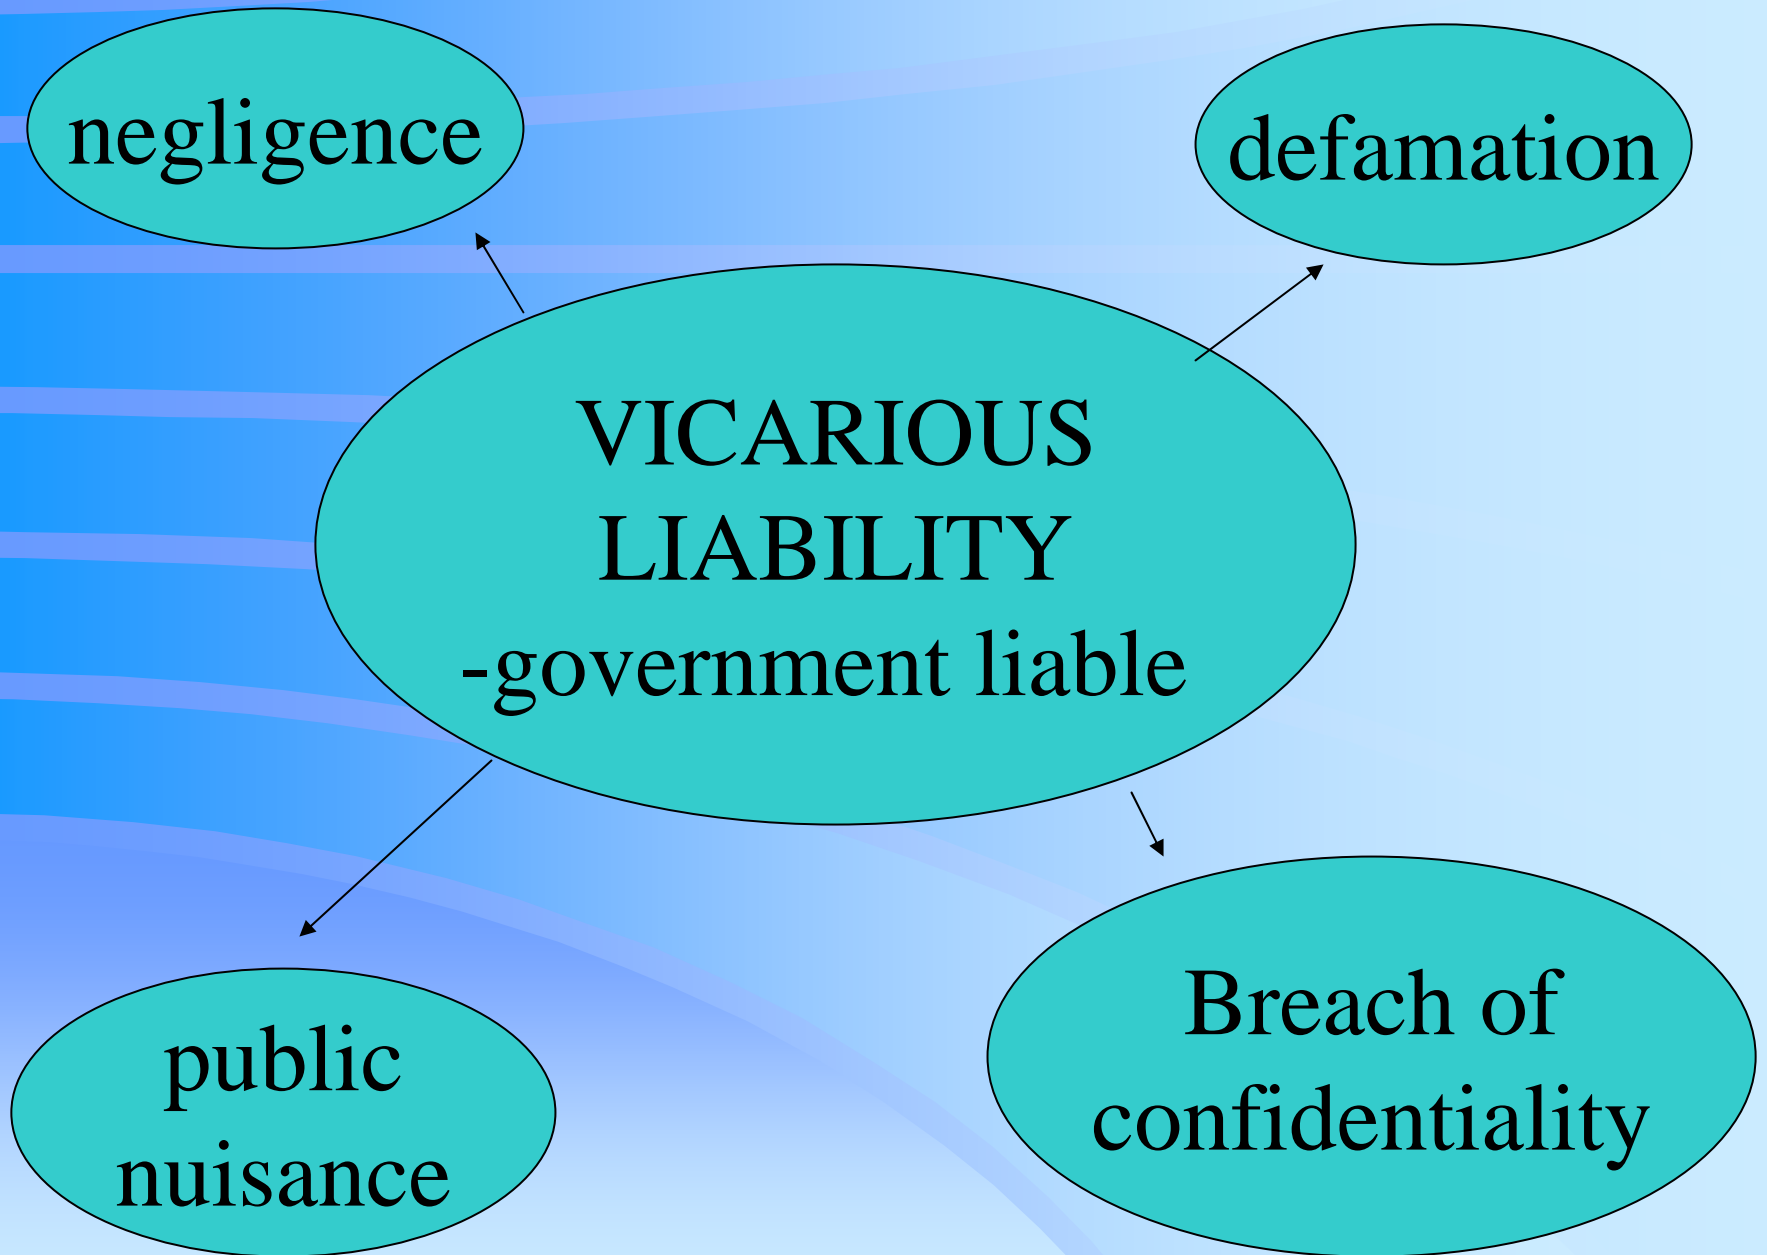 negligence
defamation
VICARIOUS
LIABILITY
-government liable
public
nuisance
Breach of
confidentiality